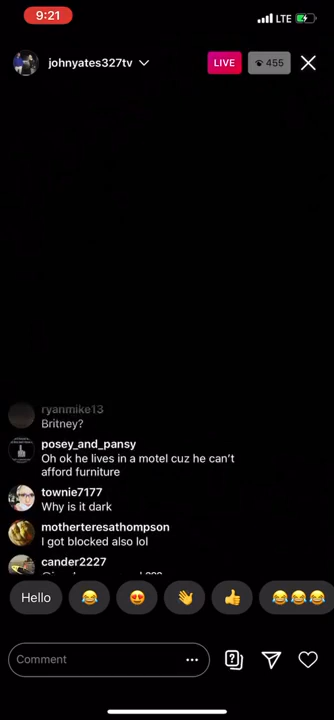 9:21
LTE
johnyates327tv
LIVE
455
ryanmike13
Britney?
posey_and_pansy
Oh ok he lives in a motel cuz he can't
afford furniture
townie7177
Why is it dark
motherteresathompson
I got blocked also lol
cander2227
Hello
Comment